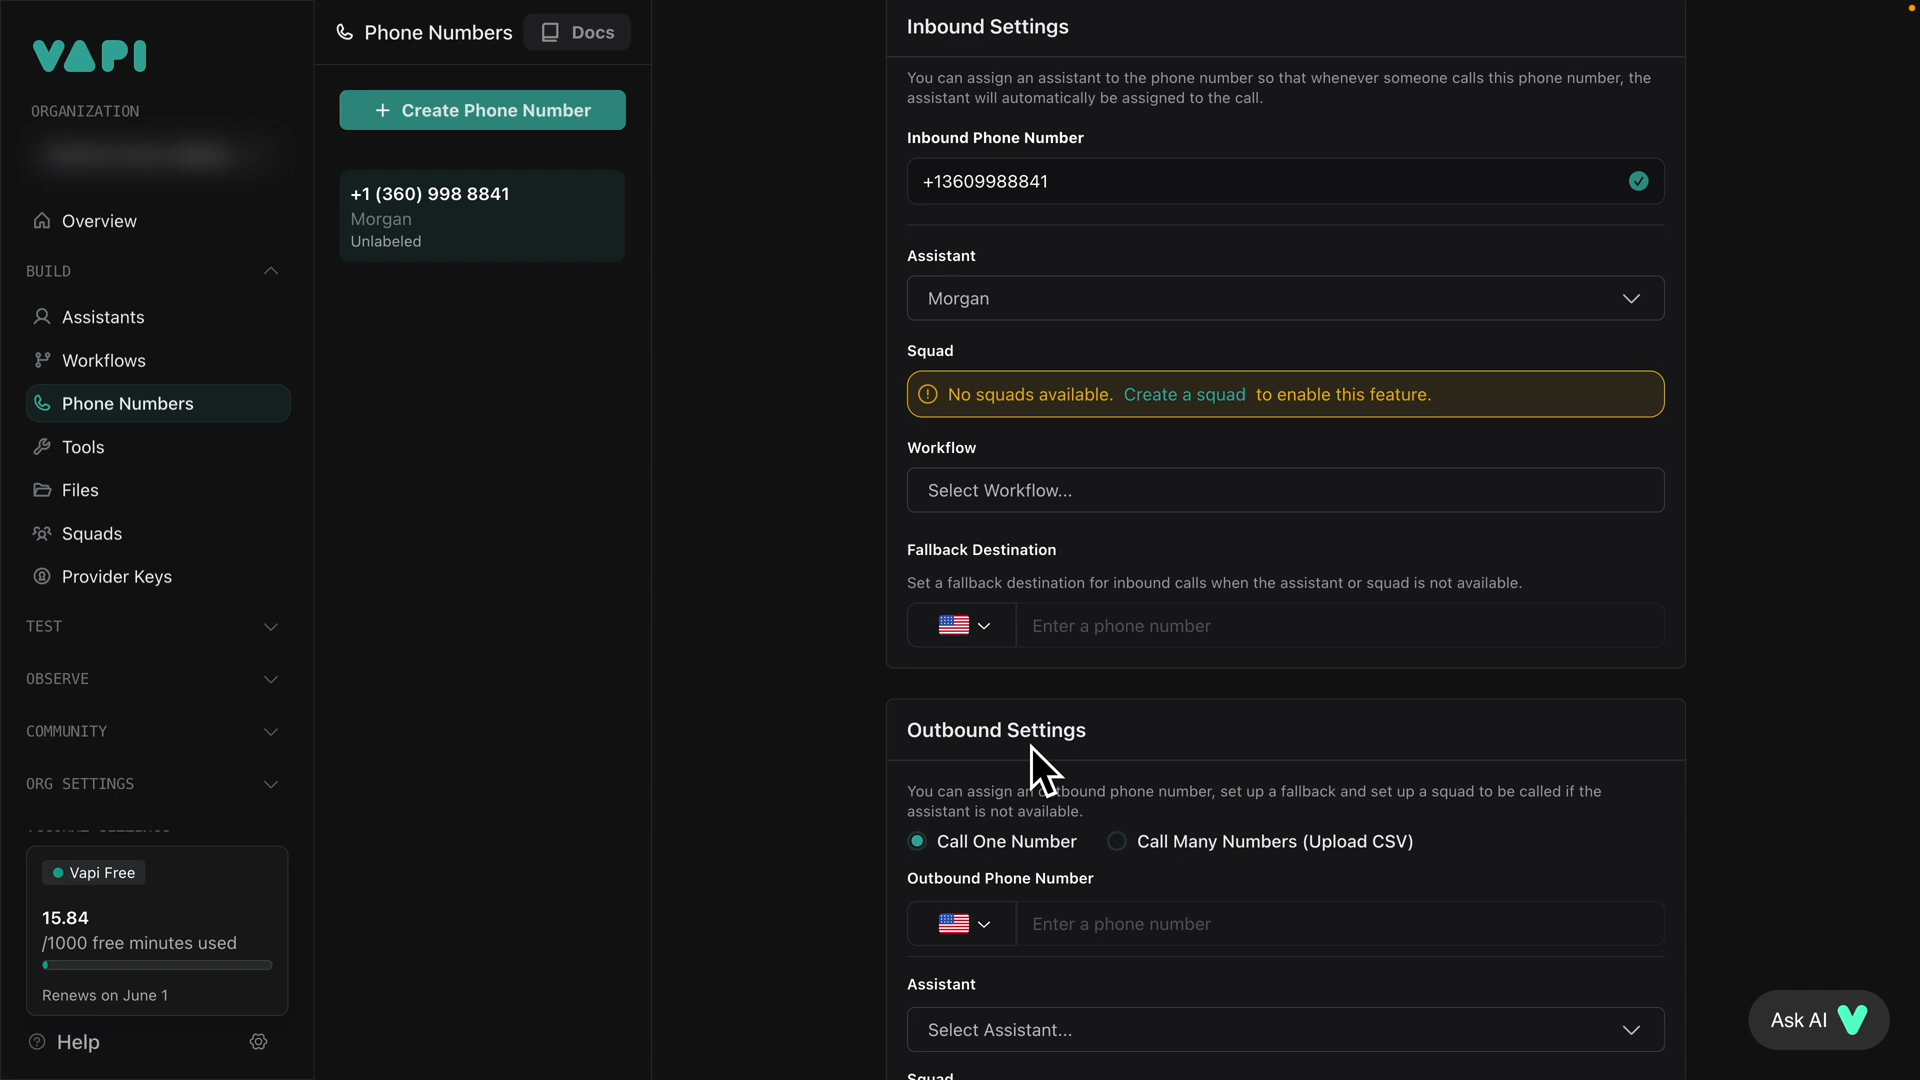 VAPI
ORGANIZATION
Overview
BUILD
Assistants
Workflows
Phone Numbers
Tools
Files
Squads
Provider Keys
TEST
OBSERVE
COMMUNITY
ORG SETTINGS
Vapi Free
15.84
/1000 free minutes used
Renews on June 1
Help
Phone Numbers
Docs
+ Create Phone Number
+1 (360) 998 8841
Morgan
Unlabeled
Inbound Settings
You can assign an assistant to the phone number so that whenever someone calls this phone number, the
assistant will automatically be assigned to the call.
Inbound Phone Number
+13609988841
Assistant
Morgan
Squad
No squads available. Create a squad to enable this feature.
Workflow
Select Workflow...
Fallback Destination
Set a fallback destination for inbound calls when the assistant or squad is not available.
Enter a phone number
Outbound Settings
You can assign an outbound phone number, set up a fallback and set up a squad to be called if the
assistant is not available.
Call One Number
Call Many Numbers (Upload CSV)
Outbound Phone Number
Enter a phone number
Assistant
Select Assistant...
Squad
Ask AI